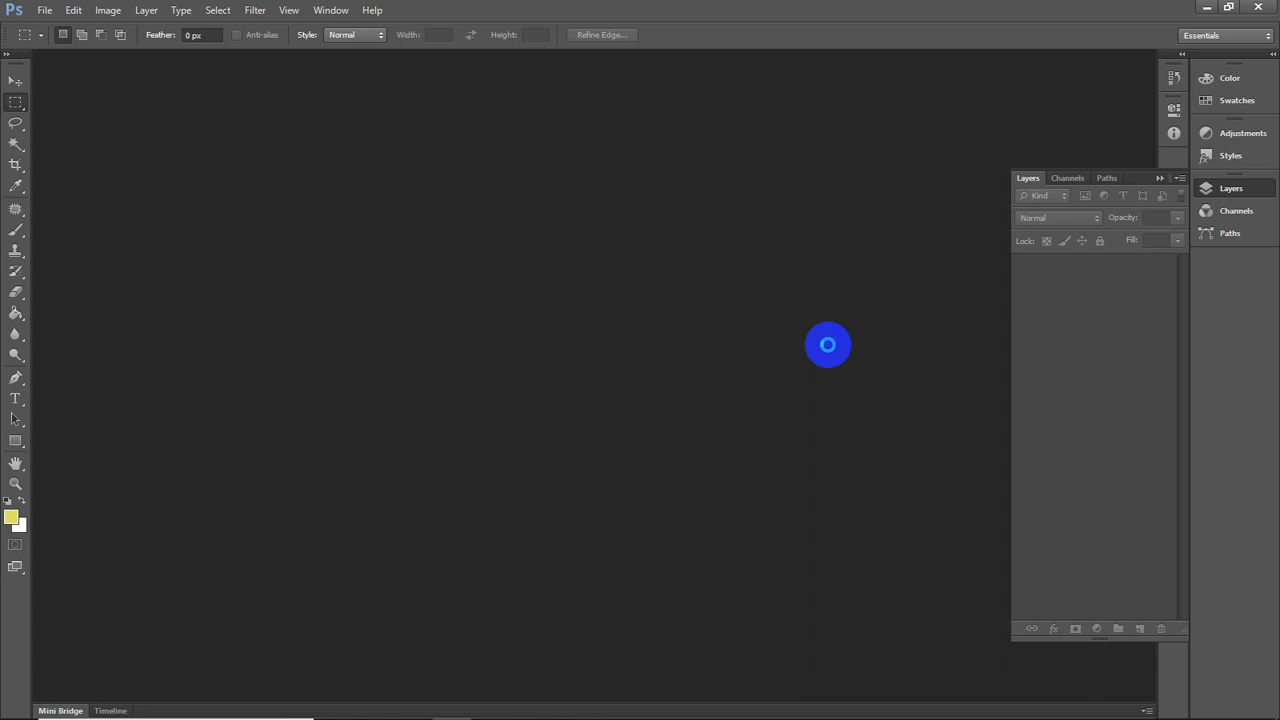 Ps File Edit Image Layer Type Select Filter View Window Help
Feather: 0 px Anti-alias Style: Normal Width: Height: Refine Edge... Essentials
Color
Swatches
Adjustments
Styles
Layers
Channels
Paths
Layers Channels Paths
Kind
Normal Opacity:
Lock: Fill:
Mini Bridge Timeline